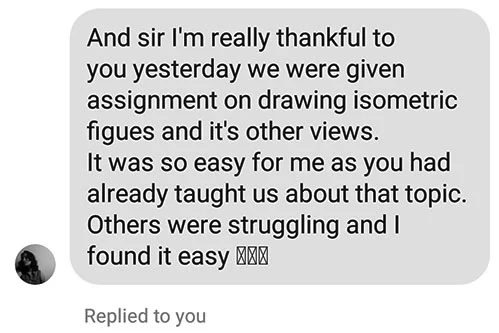 And sir I'm really thankful to
you yesterday we were given
assignment on drawing isometric
figues and it's other views.
It was so easy for me as you had
already taught us about that topic.
Others were struggling and I
found it easy
Replied to you